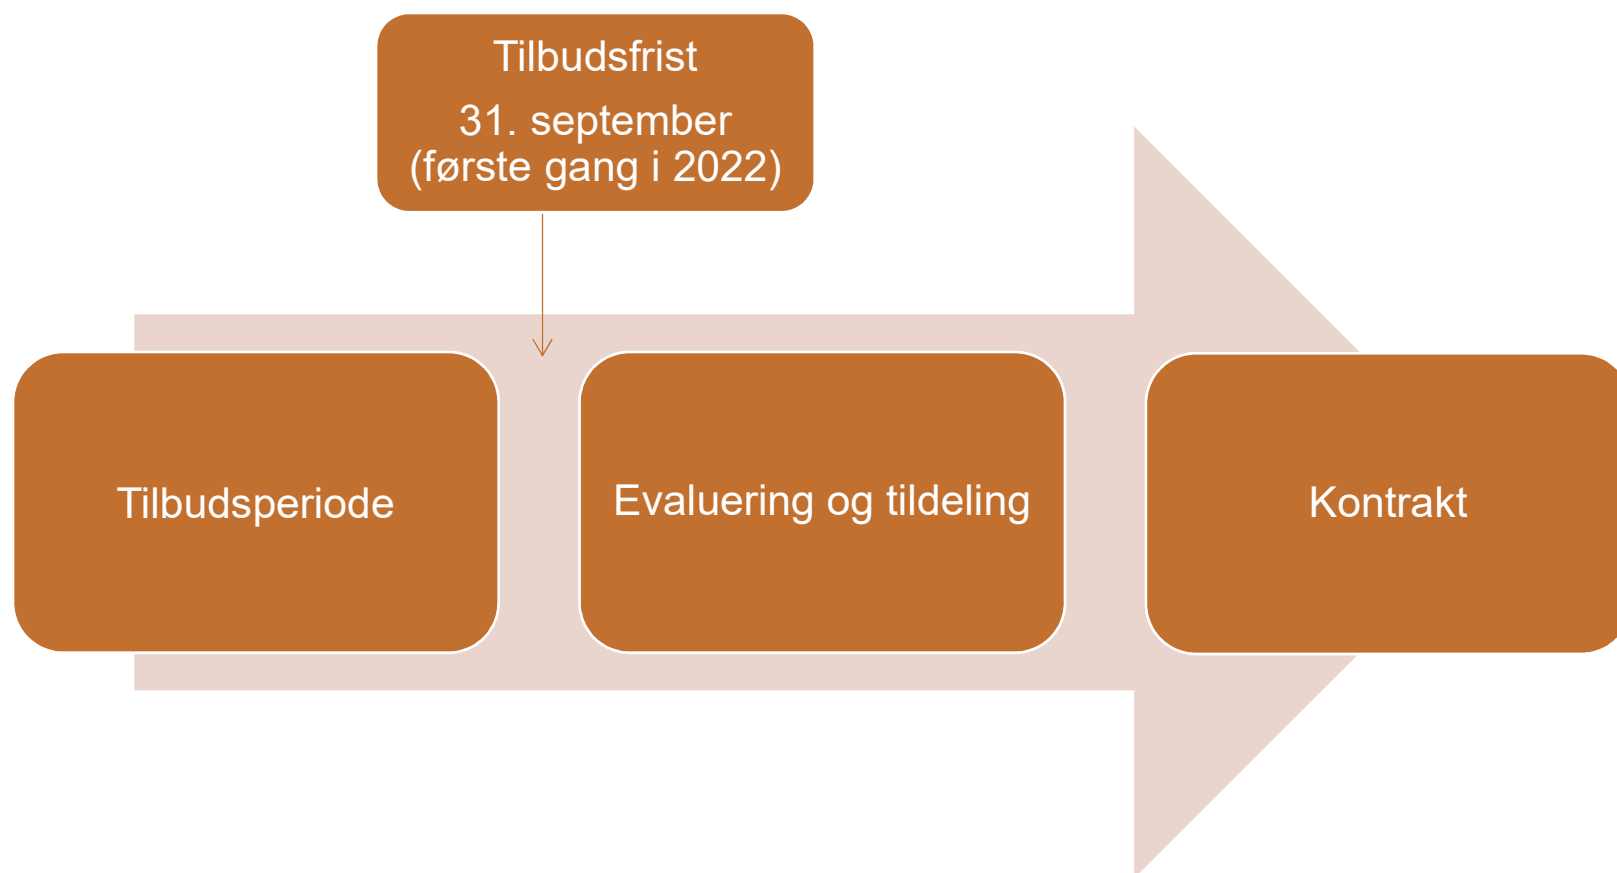 Tilbudsfrist
31. september
(første gang i 2022)
Tilbudsperiode
Evaluering og tildeling
Kontrakt